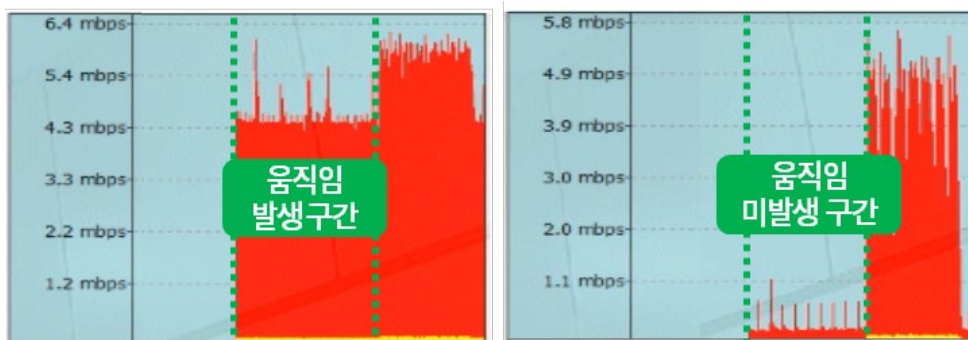 6.4 mbps
5.4 mbps
4.3 mbps
3.3 mbps
2.2 mbps
1.2 mbps
움직임
발생구간
5.8 mbps
4.9 mbps
3.9 mbps
3.0 mbps
2.0 mbps
1.1 mbps
움직임
미발생 구간